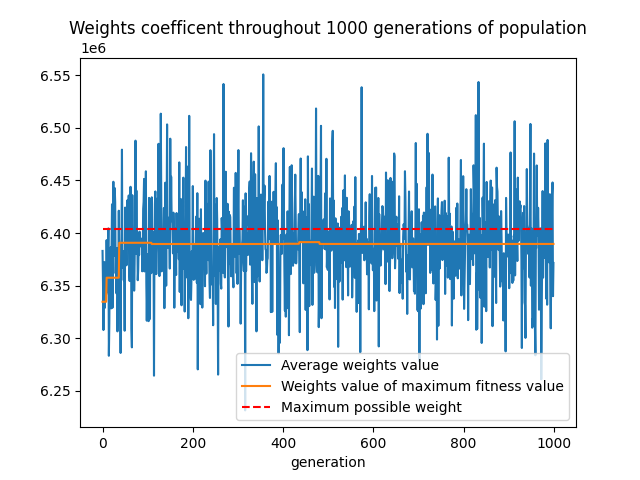 Weights coefficent throughout 1000 generations of population
1e6
6.55
6.50
6.45
6.40
6.35
6.30
6.25
Average weights value
Weights value of maximum fitness value
Maximum possible weight
0 200 400 600 800 1000
generation